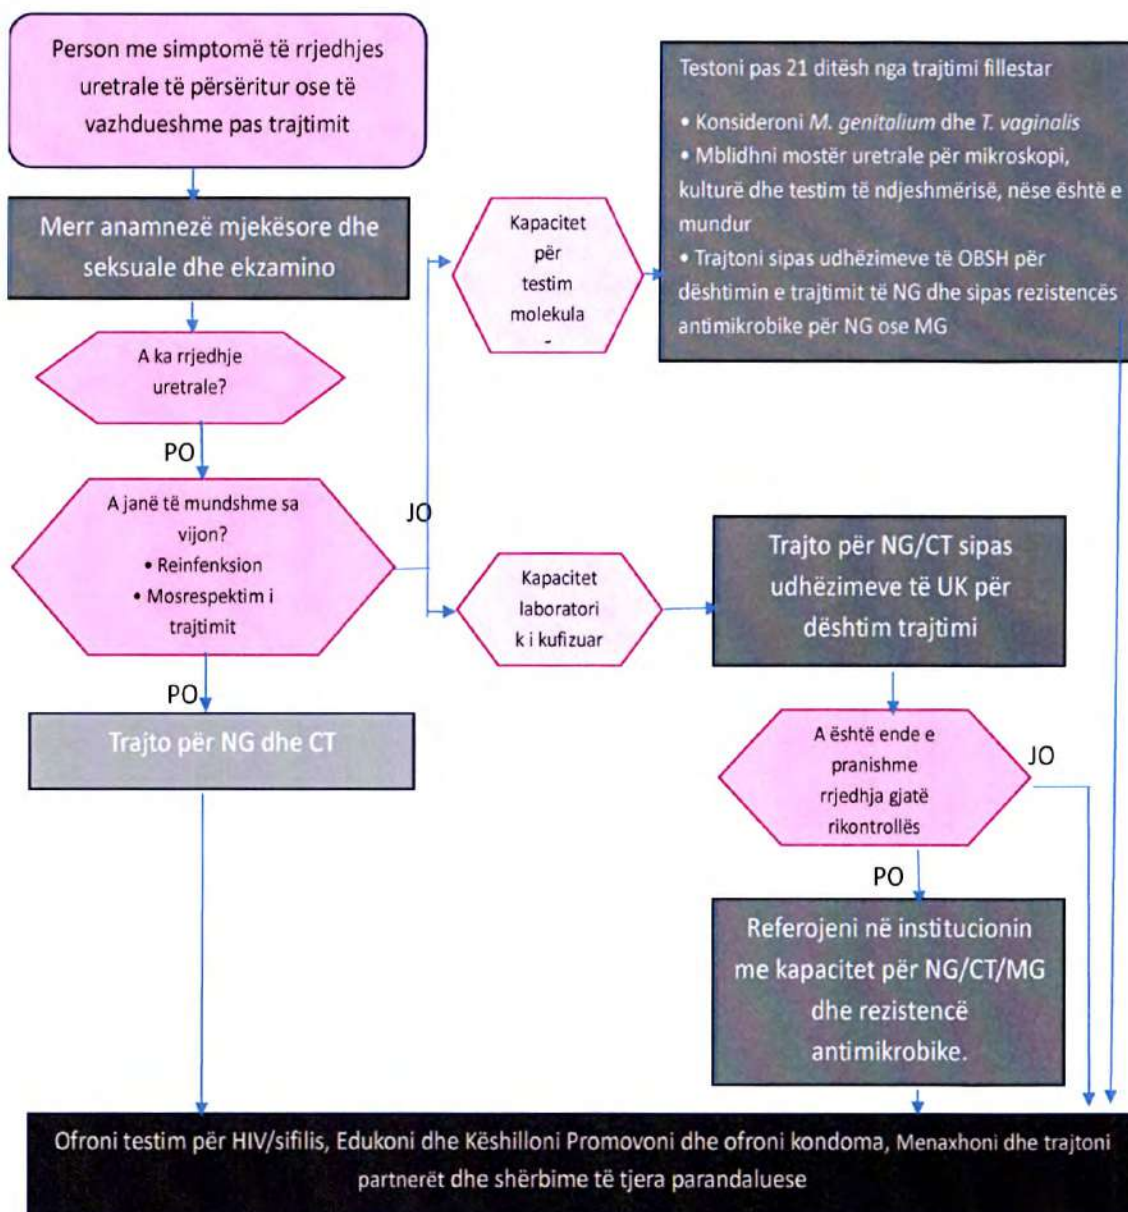 Person me simptomë të rrjedhjes
uretrale të përsëritur ose të
vazhdueshme pas trajtimit
Merr anamnezë mjekësore dhe
seksuale dhe ekzamino
A ka rrjedhje
uretrale?
PO
A janë të mundshme sa
vijon?
• Reinfenksion
• Mosrespektim i
trajtimit
JO
PO
Trajto për NG dhe CT
Kapacitet
për
testim
molekula
-
Testoni pas 21 ditësh nga trajtimi fillestar
• Konsideroni M. genitalium dhe T. vaginalis
• Mblidhni mostër uretrale për mikroskopi,
kulturë dhe testim të ndjeshmërisë, nëse është e
mundur
• Trajtoni sipas udhëzimeve të OBSH për
dështimin e trajtimit të NG dhe sipas rezistencës
antimikrobike për NG ose MG
Kapacitet
laboratori
k i kufizuar
Trajto për NG/CT sipas
udhëzimeve të UK për
dështim trajtimi
A është ende e
pranishme
rrjedhja gjatë
rikontrollës
JO
PO
Referojeni në institucionin
me kapacitet për NG/CT/MG
dhe rezistencë
antimikrobike.
Ofroni testim për HIV/sifilis, Edukoni dhe Këshilloni Promovoni dhe ofroni kondoma, Menaxhoni dhe trajtoni
partnerët dhe shërbime të tjera parandaluese